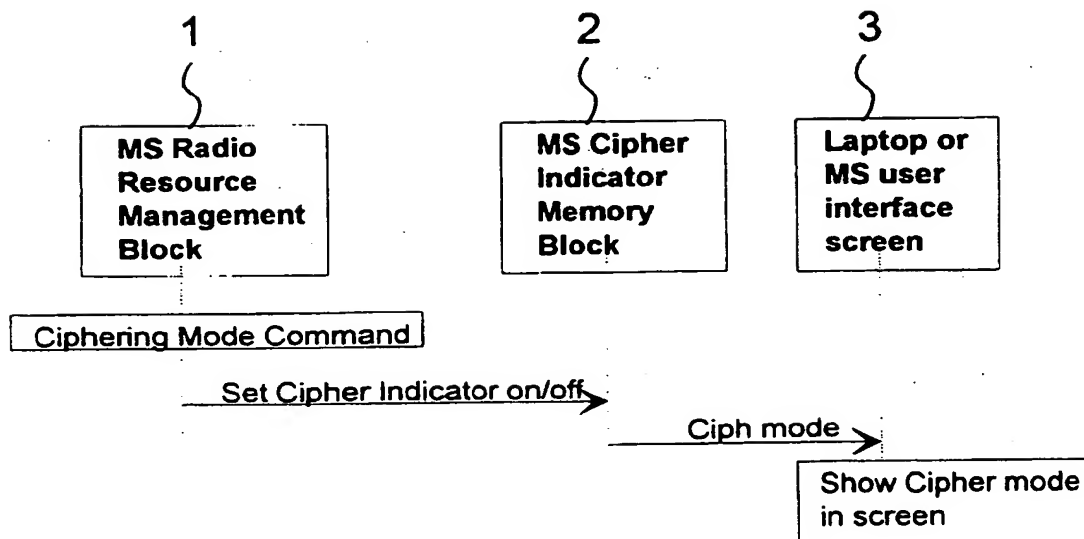 1
2
3
MS Radio
Resource
Management
Block
MS Cipher
Indicator
Memory
Block
Laptop or
MS user
interface
screen
Ciphering Mode Command
Set Cipher Indicator on/off
Ciph mode
Show Cipher mode
in screen